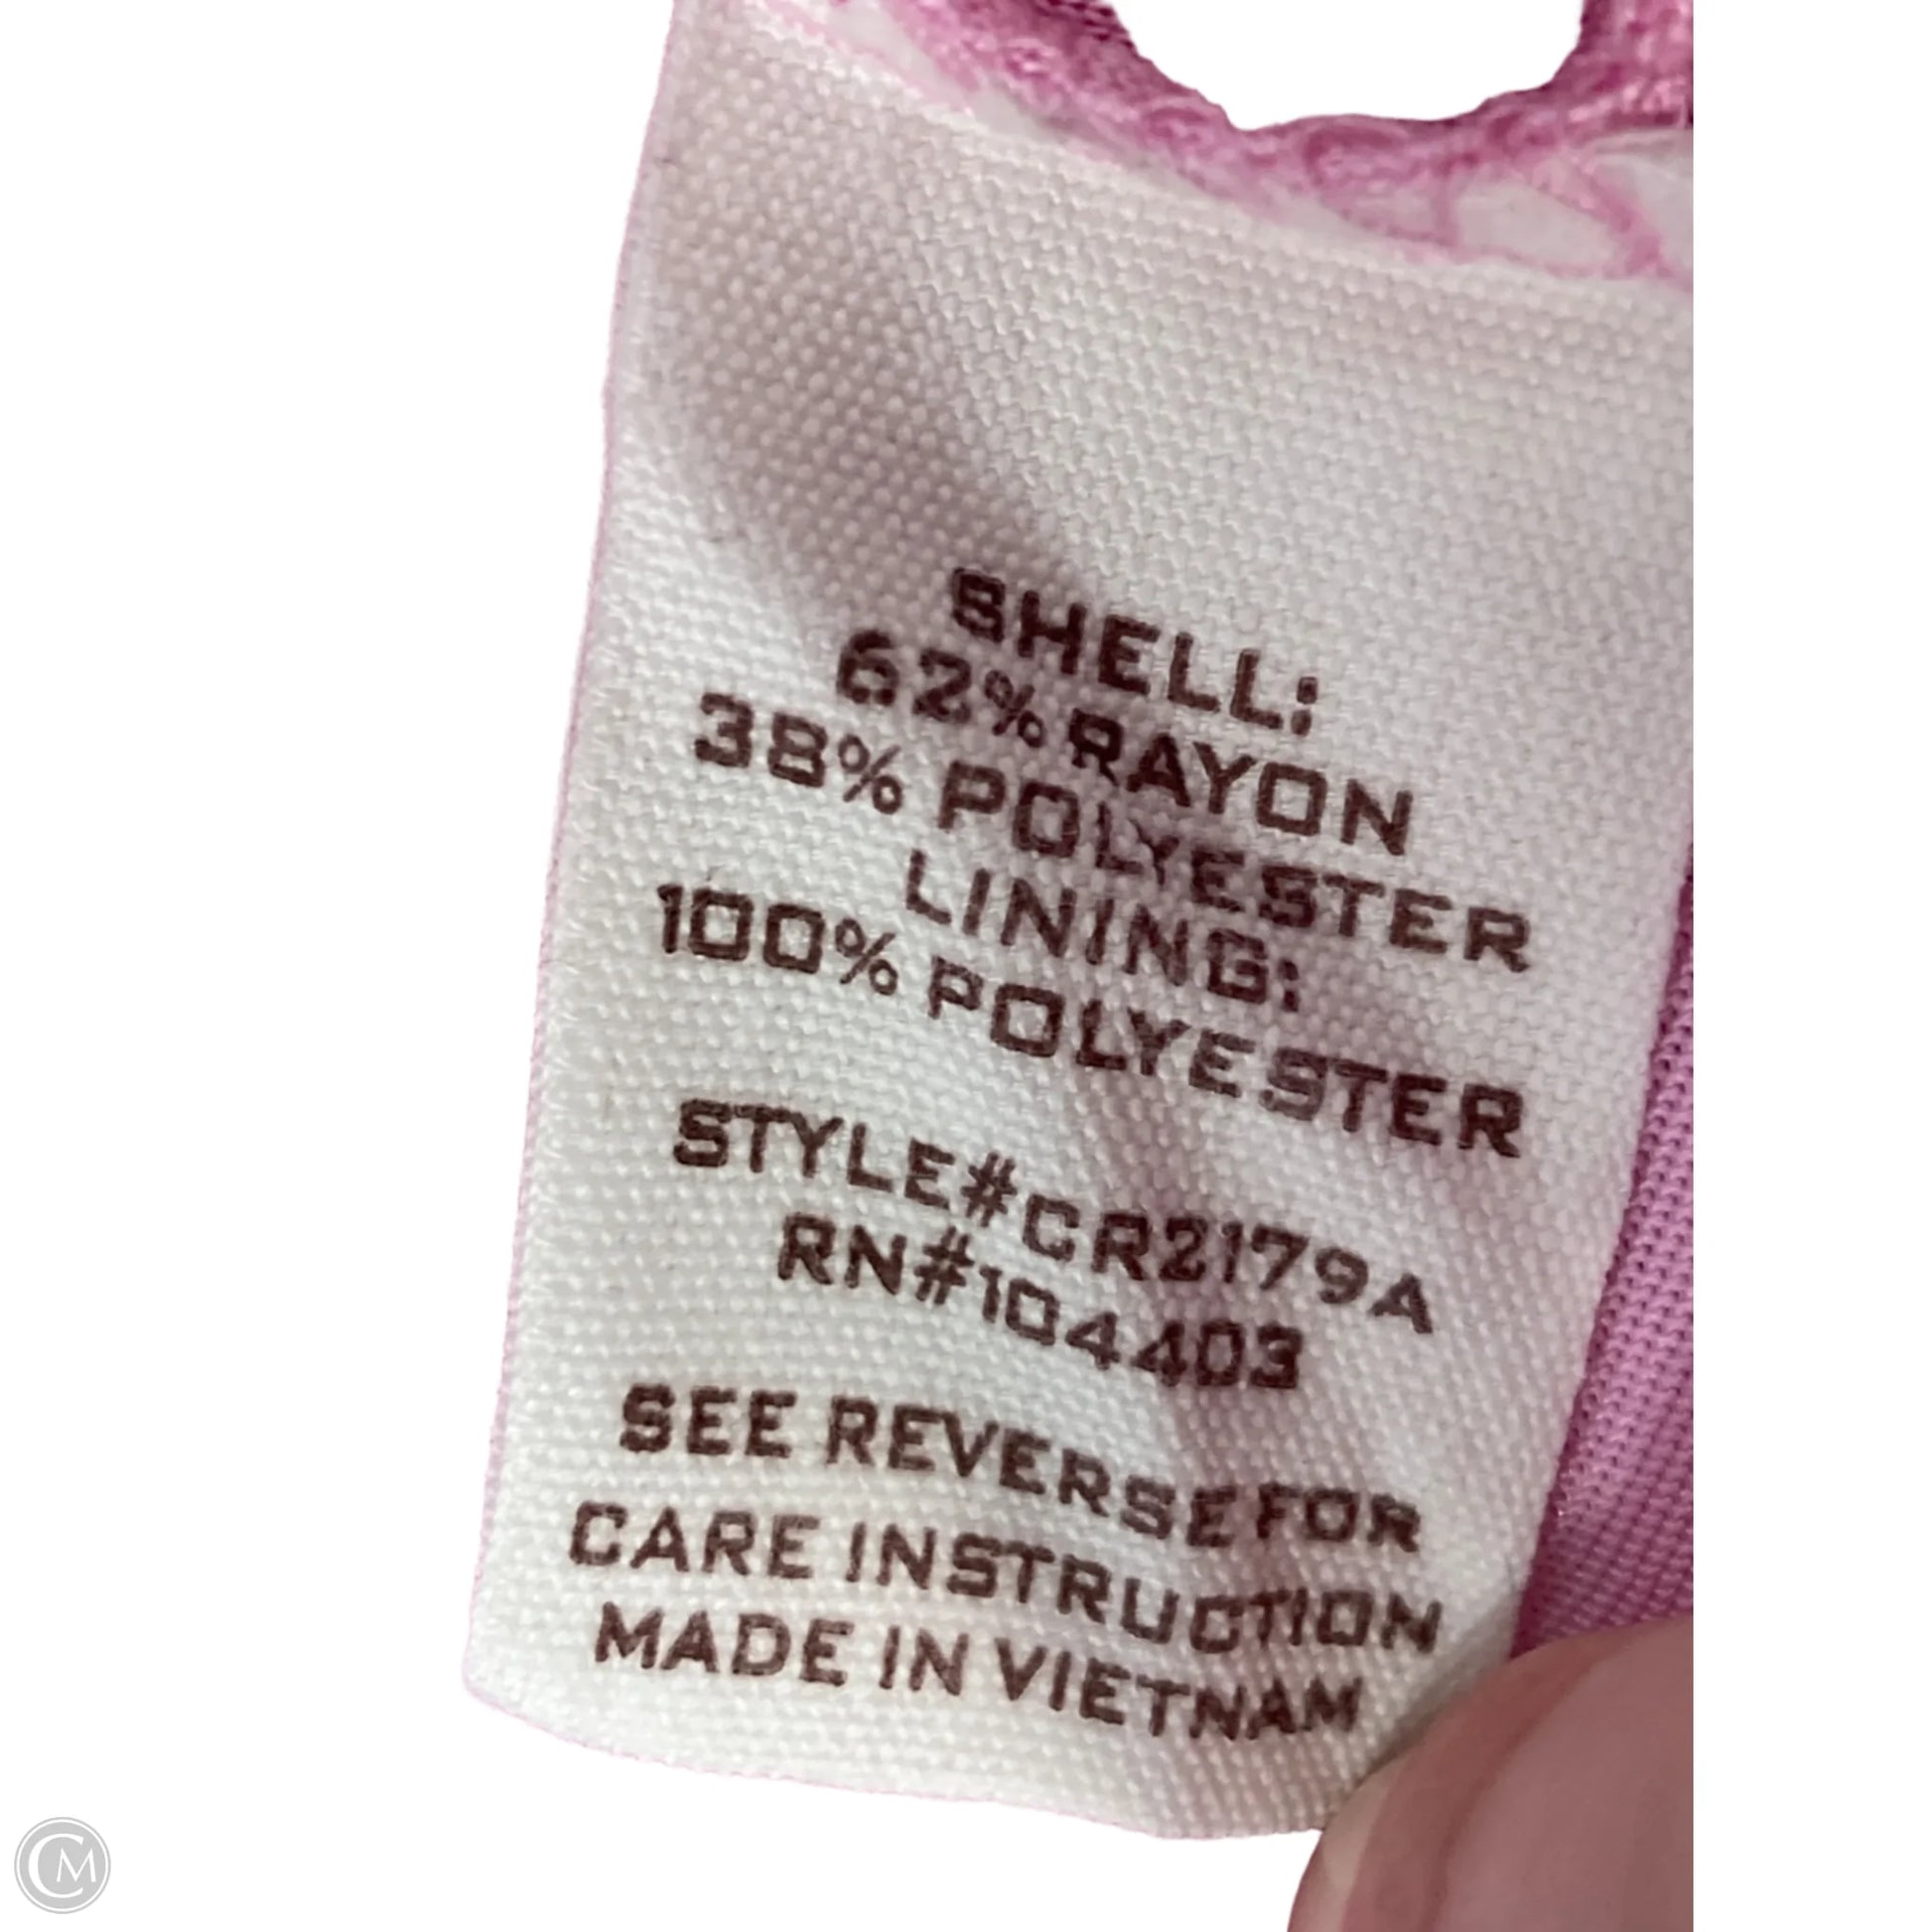 SHELL:
62% RAYON
38% POLYESTER
LINING:
100% POLYESTER
STYLE#CR2179A
RN#104403
SEE REVERSE FOR
CARE INSTRUCTION
MADE IN VIETNAM
CM